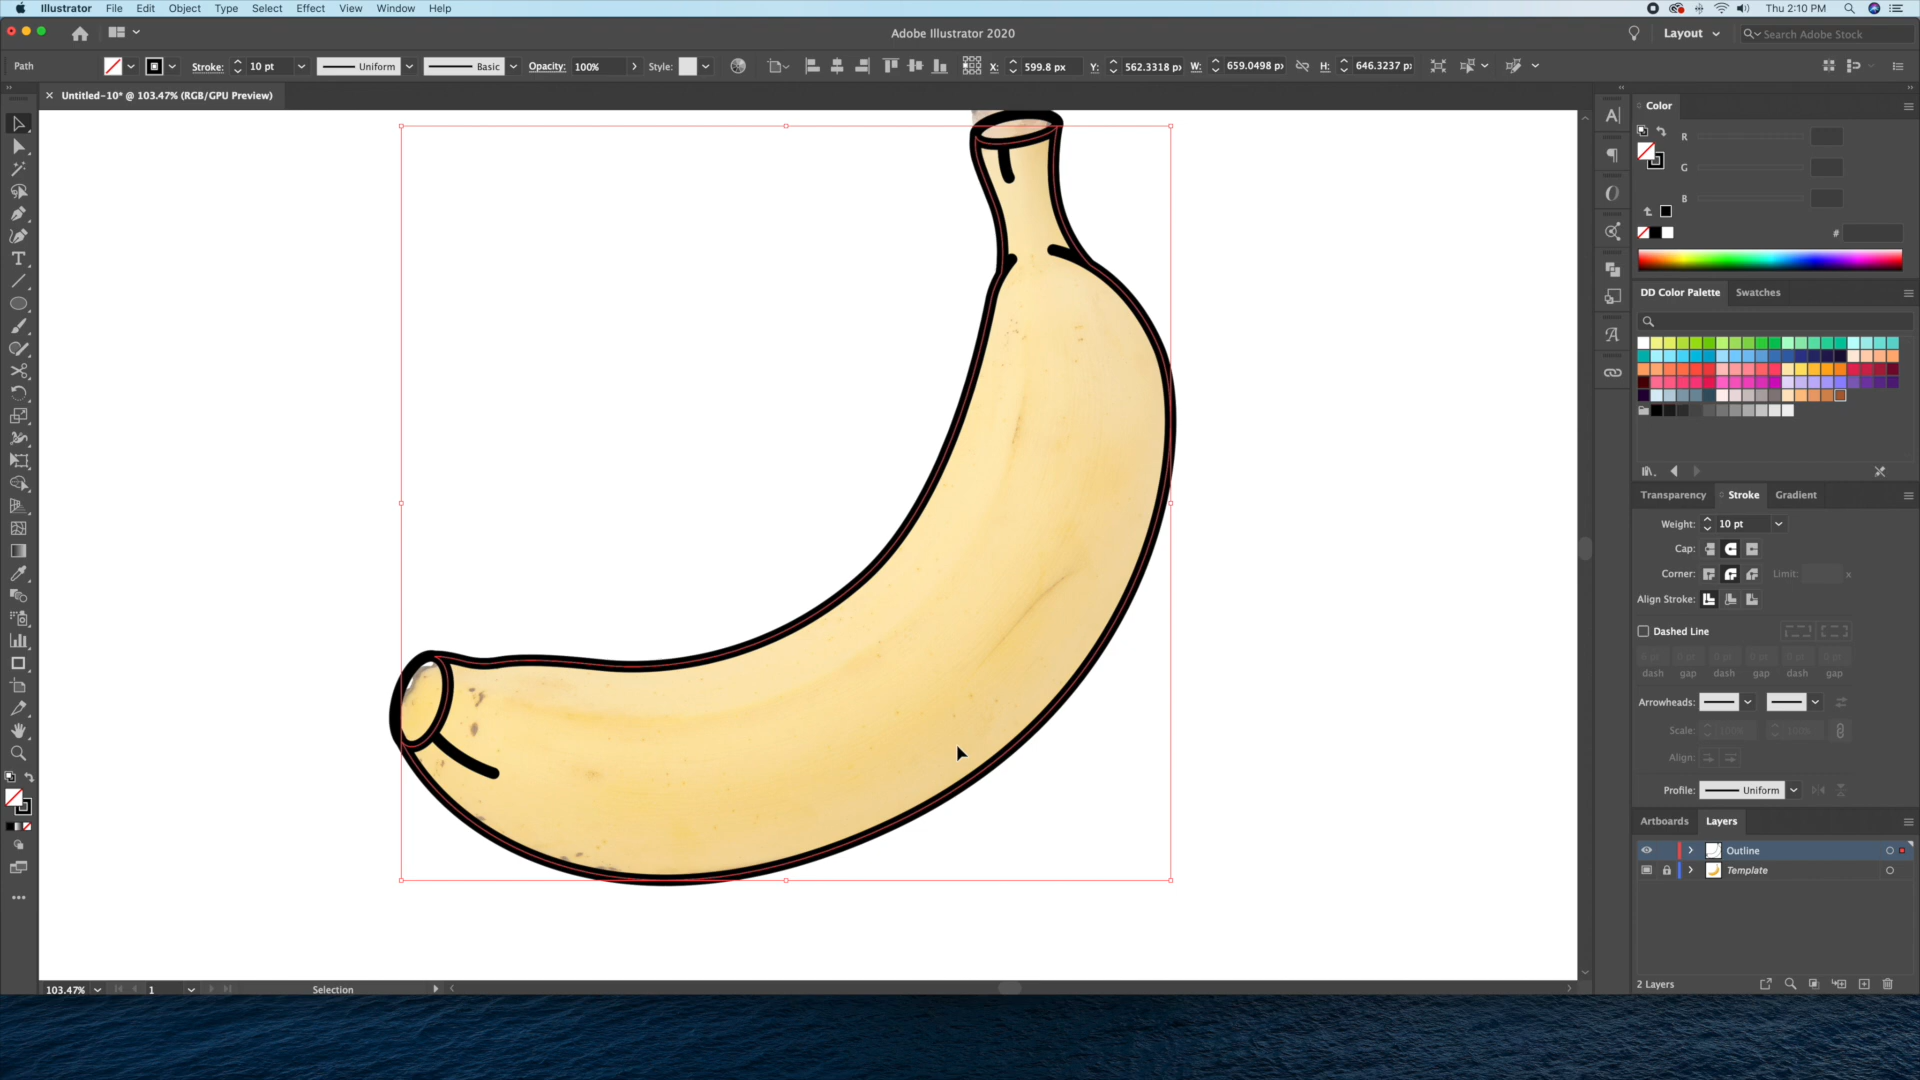 Illustrator File Edit Object Type Select Effect View Window Help
Thu 2:10 PM
Adobe Illustrator 2020
Layout
Search Adobe Stock
Path
Stroke: 10 pt
Uniform
Basic
Opacity: 100%
Style:
X: 599.8 px
Y: 562.3318 p
W: 659.0498 p
H: 646.3237 p
× Untitled-10* @ 103.47% (RGB/GPU Preview)
Color
R
G
B
#
DD Color Palette Swatches
Transparency Stroke Gradient
Weight: 10 pt
Cap:
Corner: Limit: x
Align Stroke:
Dashed Line
dash gap dash gap dash gap
Arrowheads:
Scale: 100% 100%
Align:
Profile: Uniform
Artboards Layers
Outline
Template
2 Layers
103.47% 1 Selection